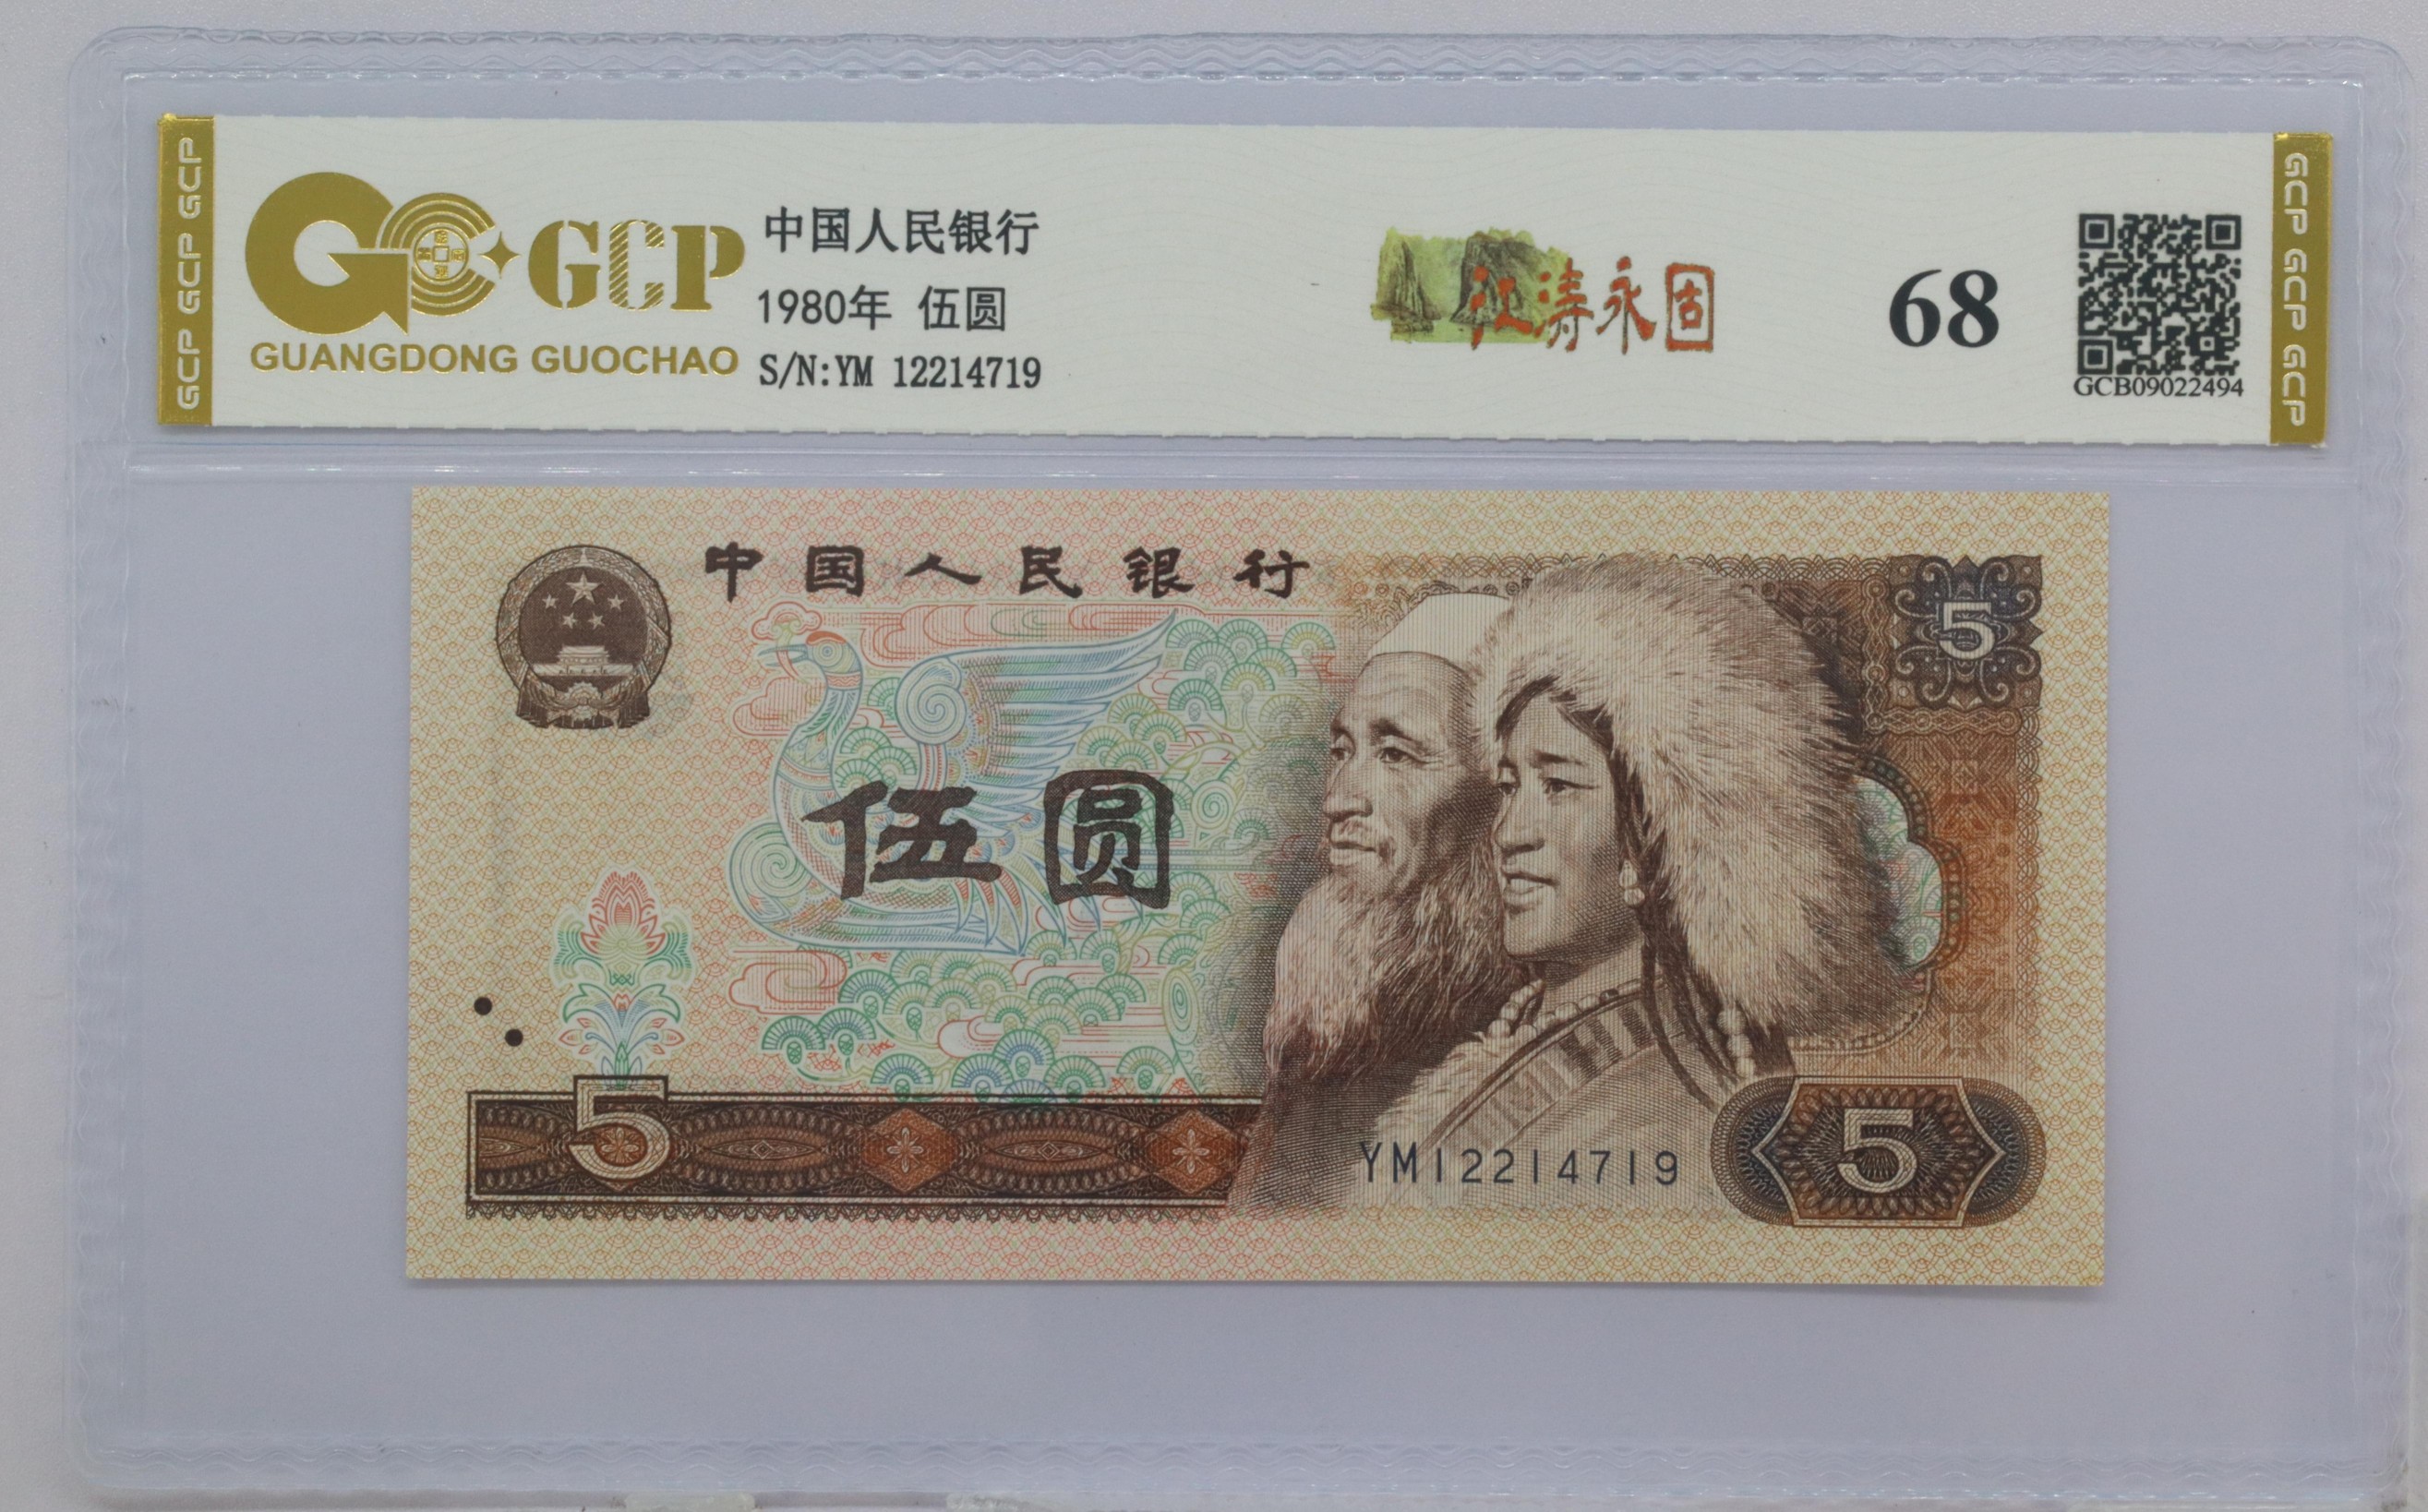 GCP GCP GCP
GCP
GUANGDONG GUOCHAO
中国人民银行
1980年 伍圆
S/N:YM 12214719
江涛永固
68
GCB09022494
GCP GCP GCP
中国人民银行
5
伍圆
5
YM12214719
5